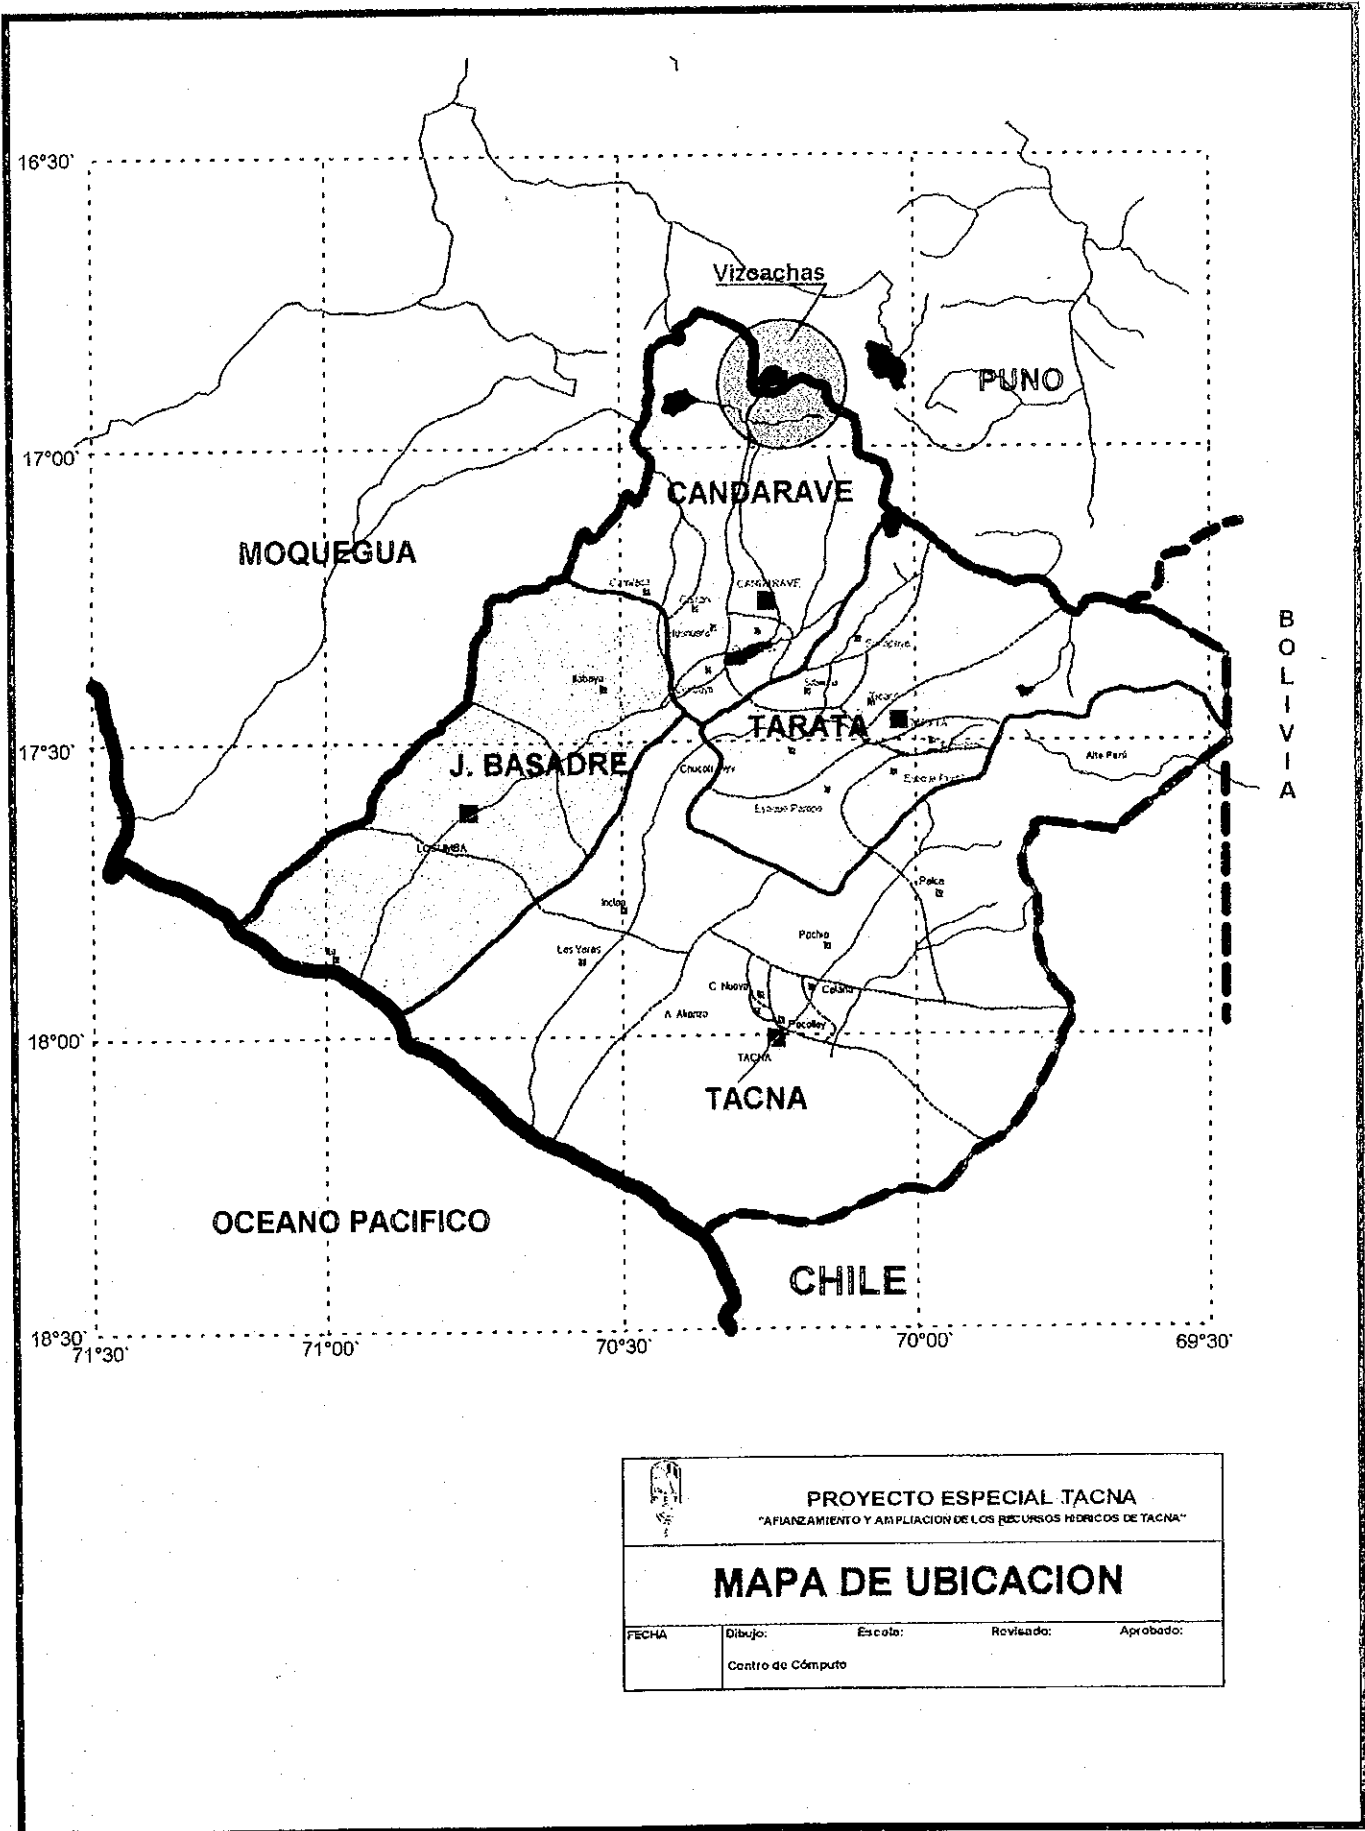 16°30'
Vizcachas
PUNO
17°00'
CANDARAVE
MOQUEGUA
CANDARAVE
BOLIVIA
TARATA
17°30'
J. BASADRE
Alto Perú
LOCUMBA
Palca
Inclan
Pachia
Las Yaras
C. Nueva
Calana
A. Alianza
Pocollay
18°00'
TACNA
TACNA
OCEANO PACIFICO
CHILE
18°30'
71°30'
71°00'
70°30'
70°00'
69°30'
PROYECTO ESPECIAL TACNA
"AFIANZAMIENTO Y AMPLIACION DE LOS RECURSOS HIDRICOS DE TACNA"
MAPA DE UBICACION
FECHA
Dibujo:
Escala:
Revisado:
Aprobado:
Centro de Cómputo